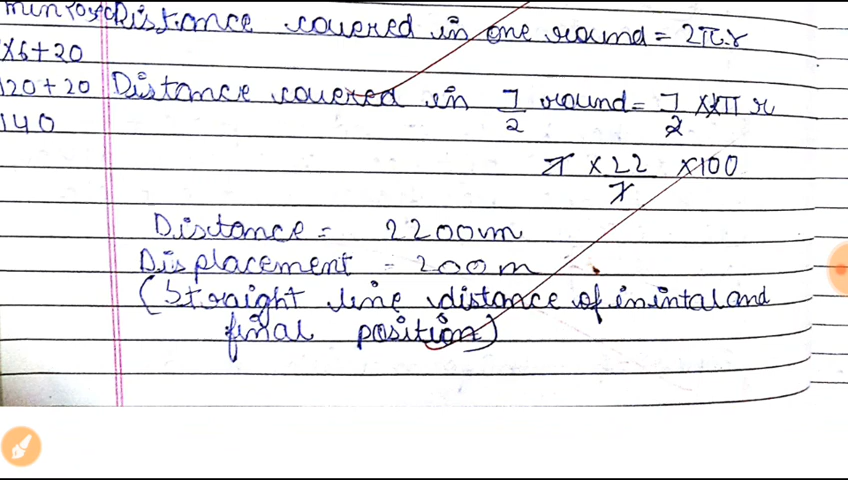 Distance covered in one round = 2πr
x6+20
120+20 Distance covered in 7/2 round = 7/2 x 2π r
140
7 x 22/7 x 100
Distance = 2200m
Displacement = 200m
(Straight line distance of inintal and
final position)